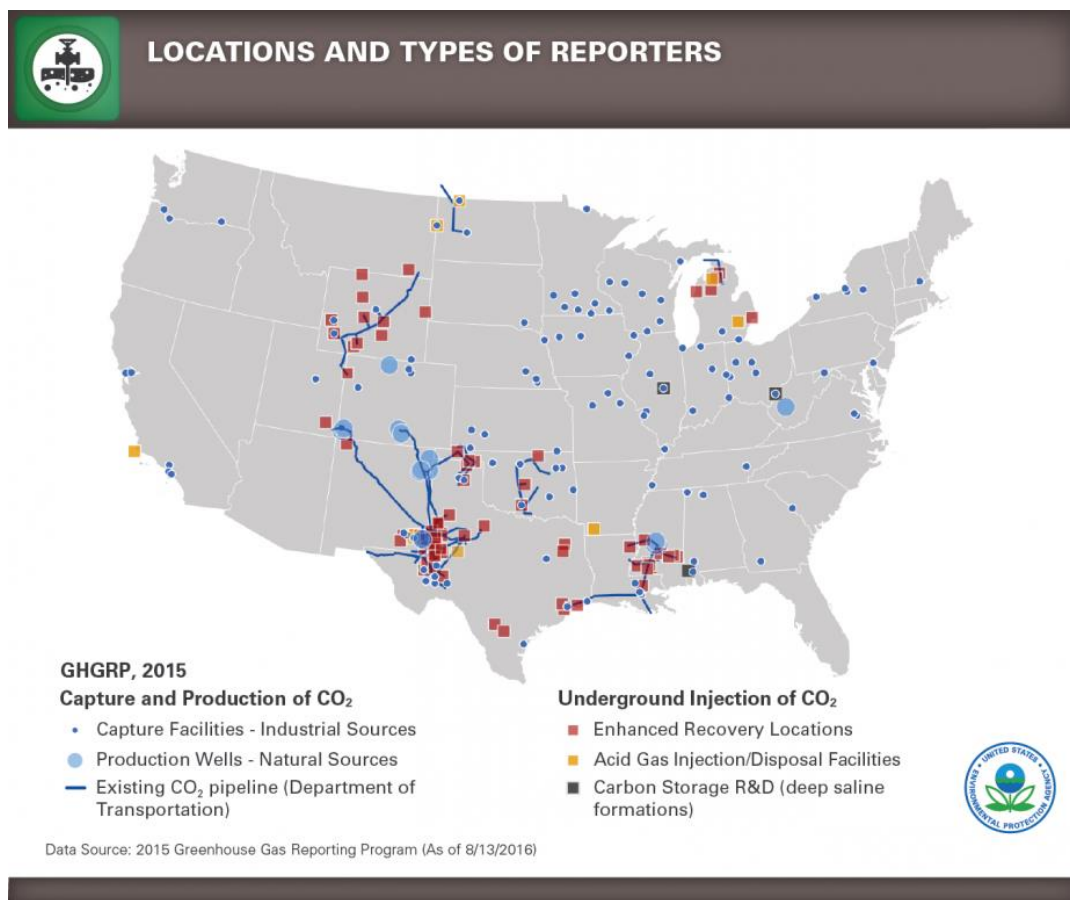 LOCATIONS AND TYPES OF REPORTERS
GHGRP, 2015
Capture and Production of CO₂
Capture Facilities - Industrial Sources
Production Wells - Natural Sources
Existing CO₂ pipeline (Department of
Transportation)
Underground Injection of CO₂
Enhanced Recovery Locations
Acid Gas Injection/Disposal Facilities
Carbon Storage R&D (deep saline
formations)
UNITED STATES
ENVIRONMENTAL PROTECTION AGENCY
Data Source: 2015 Greenhouse Gas Reporting Program (As of 8/13/2016)